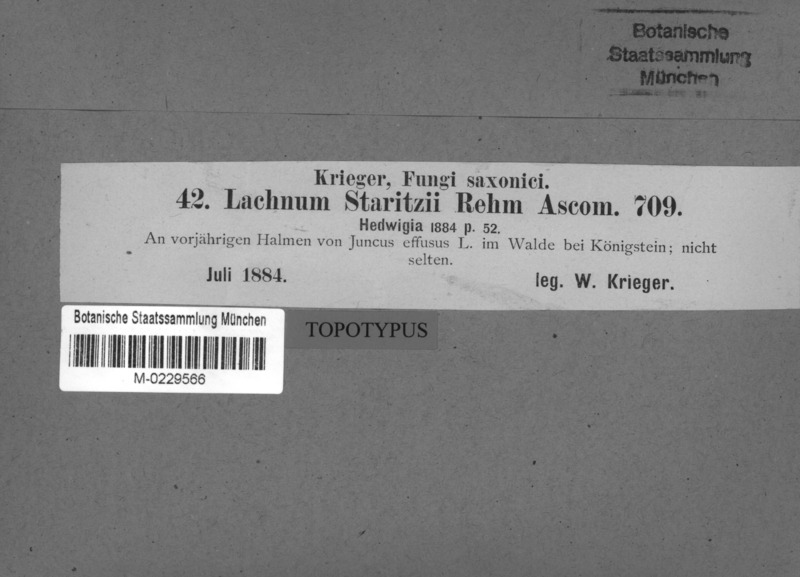 Botanische
Staatssammlung
München
Krieger, Fungi saxonici.
42. Lachnum Staritzii Rehm Ascom. 709.
Hedwigia 1884 p. 52.
An vorjährigen Halmen von Juncus effusus L. im Walde bei Königstein; nicht
selten.
Juli 1884.
leg. W. Krieger.
Botanische Staatssammlung München
M-0229566
TOPOTYPUS